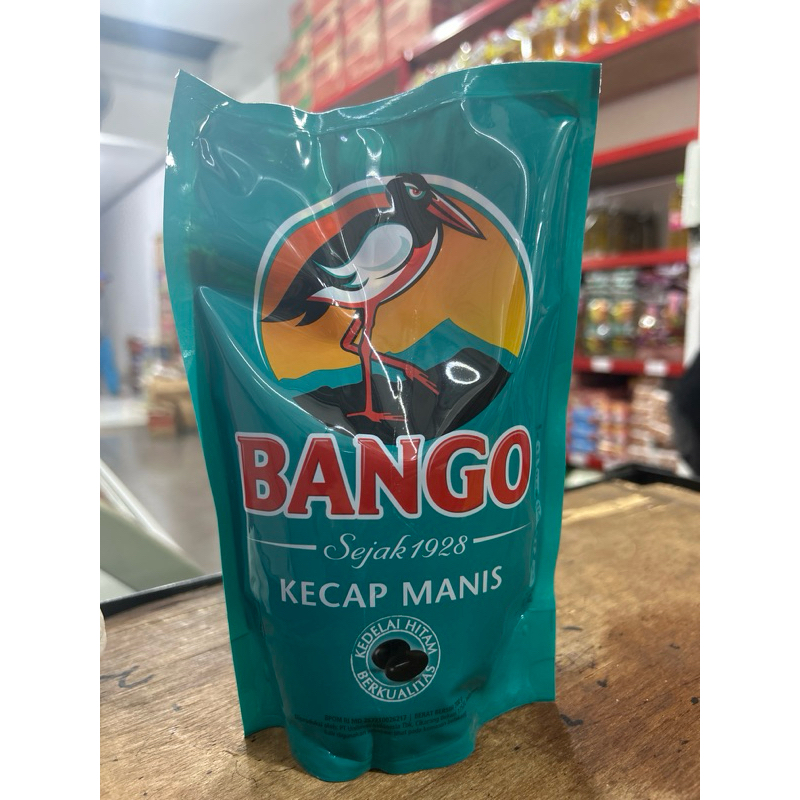 BANGO
Sejak 1928
KECAP MANIS
KEDELAI HITAM
BERKUALITAS